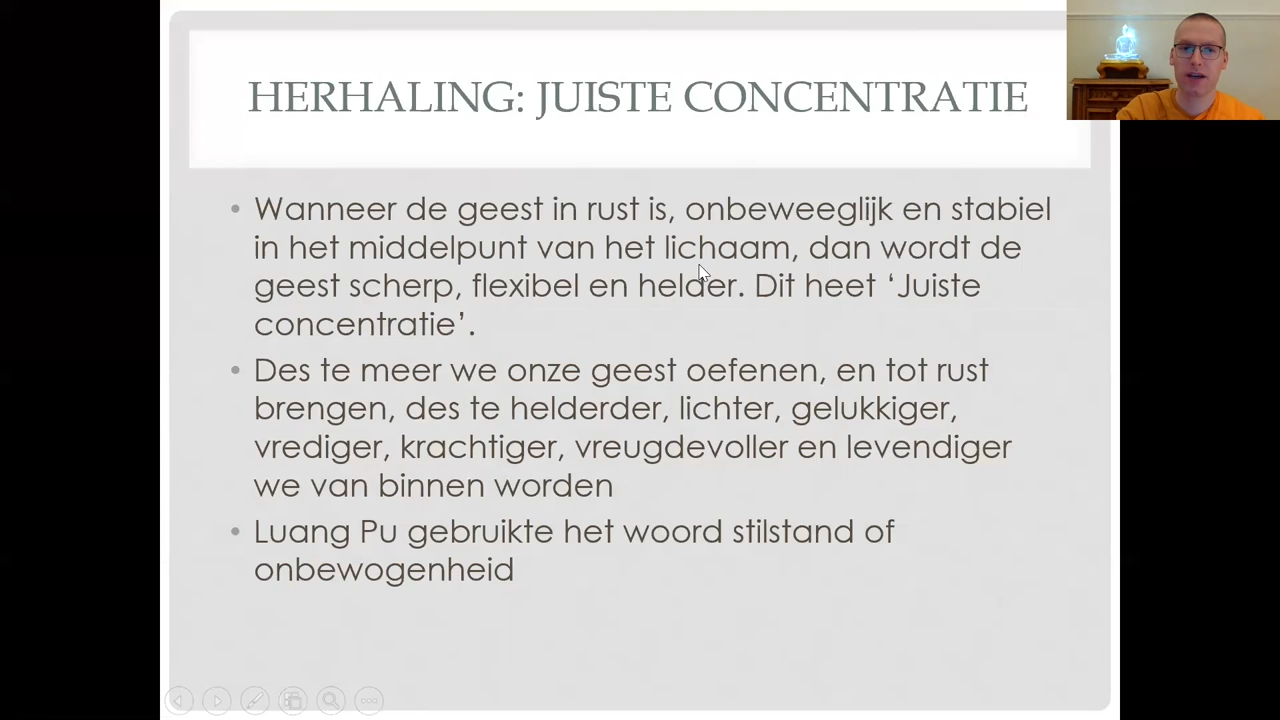 HERHALING: JUISTE CONCENTRATIE
• Wanneer de geest in rust is, onbeweeglijk en stabiel
in het middelpunt van het lichaam, dan wordt de
geest scherp, flexibel en helder. Dit heet ‘Juiste
concentratie’.
• Des te meer we onze geest oefenen, en tot rust
brengen, des te helderder, lichter, gelukkiger,
vrediger, krachtiger, vreugdevoller en levendiger
we van binnen worden
• Luang Pu gebruikte het woord stilstand of
onbewogenheid